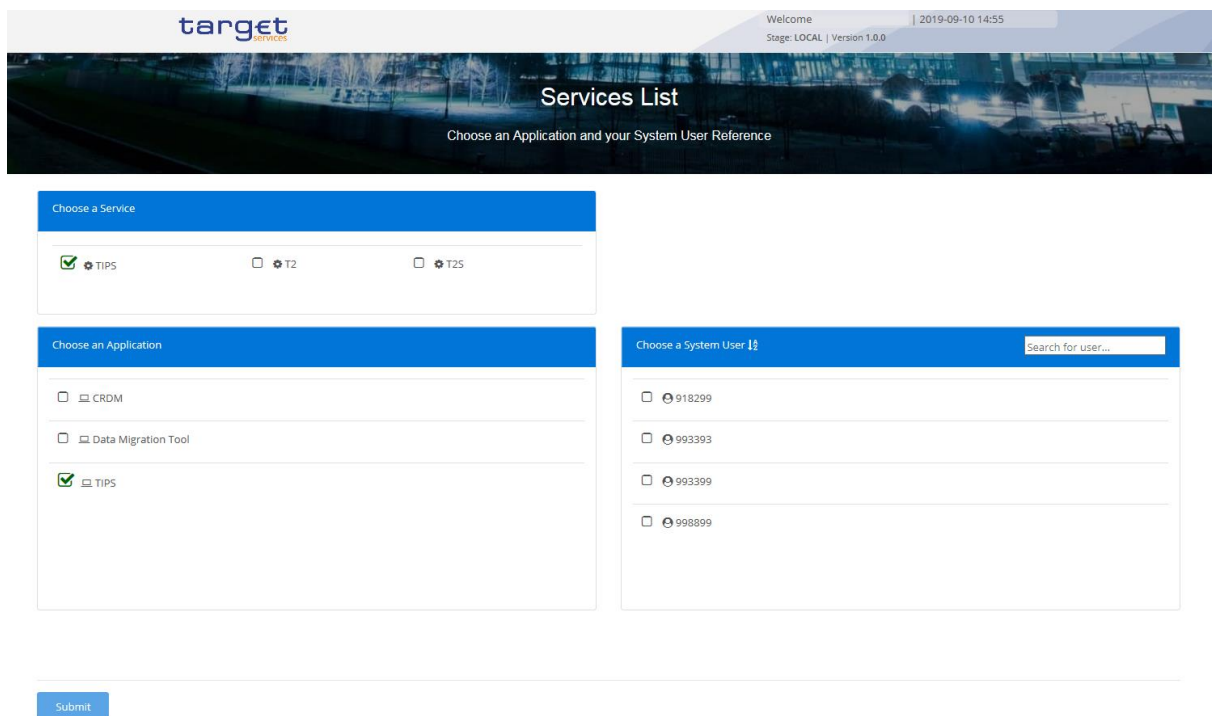 target
services
Welcome | 2019-09-10 14:55
Stage: LOCAL | Version 1.0.0
Services List
Choose an Application and your System User Reference
Choose a Service
TIPS T2 T2S
Choose an Application
CRDM
Data Migration Tool
TIPS
Choose a System User
Search for user...
918299
993393
993399
998899
Submit